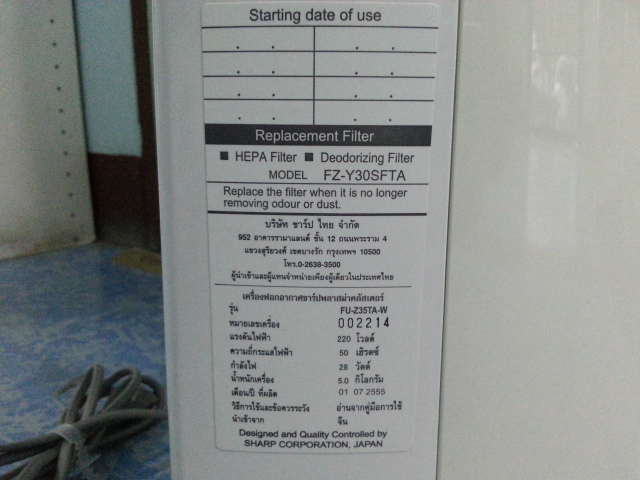 Starting date of use
. . . .
. . . .
. . . .
. . . .
Replacement Filter
■ HEPA Filter ■ Deodorizing Filter
MODEL FZ-Y30SFTA
Replace the filter when it is no longer
removing odour or dust.
บริษัท ชาร์ป ไทย จำกัด
952 อาคารรามาแลนด์ ชั้น 12 ถนนพระราม 4
แขวงสุริยวงศ์ เขตบางรัก กรุงเทพฯ 10500
โทร.0-2638-3500
ผู้นำเข้าและผู้แทนจำหน่ายเพียงผู้เดียวในประเทศไทย
เครื่องฟอกอากาศชาร์ปพลาสม่าคลัสเตอร์
รุ่น FU-Z35TA-W
หมายเลขเครื่อง 002214
แรงดันไฟฟ้า 220 โวลต์
ความถี่กระแสไฟฟ้า 50 เฮิรตซ์
กำลังไฟ 28 วัตต์
น้ำหนักเครื่อง 5.0 กิโลกรัม
เดือน/ปี ที่ผลิต 01 07 2555
วิธีการใช้และข้อควรระวัง อ่านจากคู่มือการใช้
นำเข้าจาก จีน
Designed and Quality Controlled by
SHARP CORPORATION, JAPAN